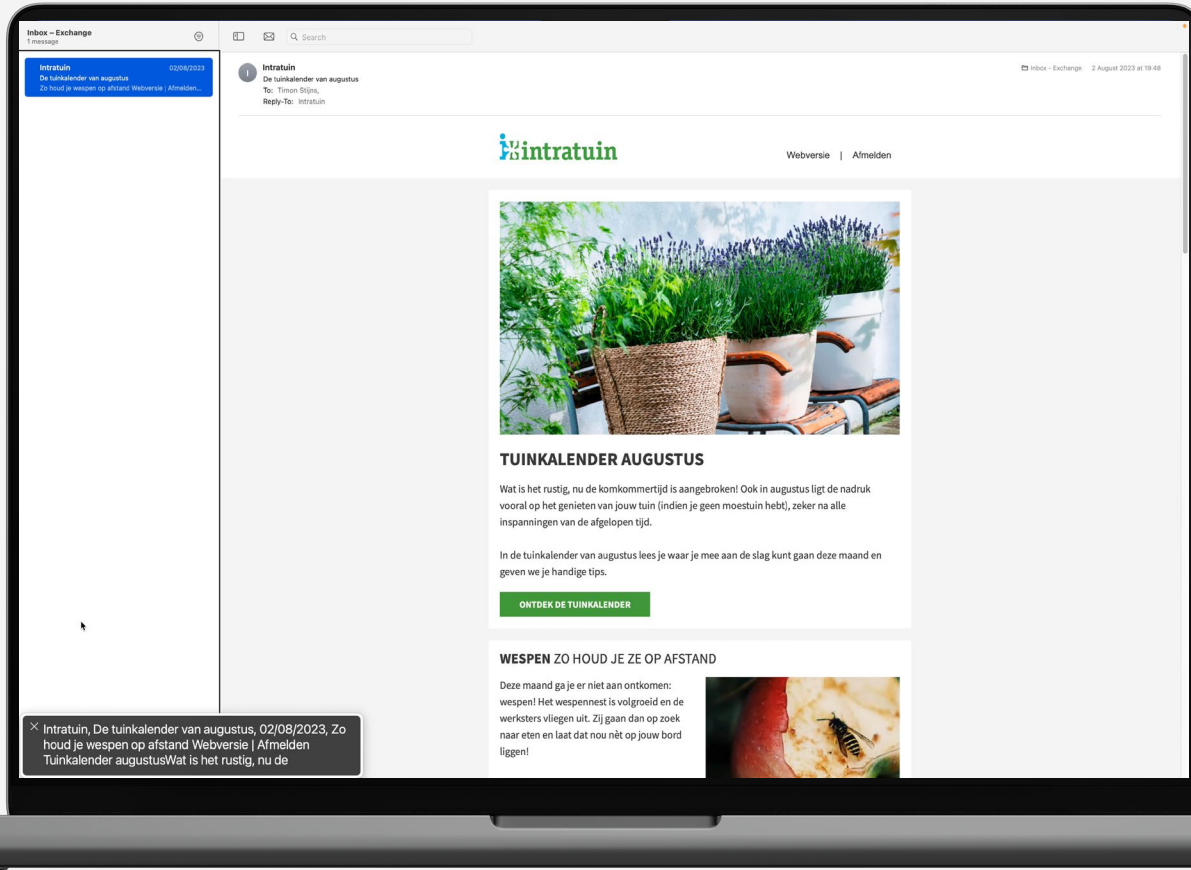 Inbox – Exchange
1 message
Search
Intratuin
02/08/2023
De tuinkalender van augustus
Zo houd je wespen op afstand Webversie | Afmelden...
I
Intratuin
De tuinkalender van augustus
To: Timon Stijns,
Reply-To: Intratuin
Inbox - Exchange
2 August 2023 at 19:48
intratuin
Webversie | Afmelden
TUINKALENDER AUGUSTUS
Wat is het rustig, nu de komkommertijd is aangebroken! Ook in augustus ligt de nadruk
vooral op het genieten van jouw tuin (indien je geen moestuin hebt), zeker na alle
inspanningen van de afgelopen tijd.
In de tuinkalender van augustus lees je waar je mee aan de slag kunt gaan deze maand en
geven we je handige tips.
ONTDEK DE TUINKALENDER
WESPEN ZO HOUD JE ZE OP AFSTAND
Deze maand ga je er niet aan ontkomen:
wespen! Het wespennest is volgroeid en de
werksters vliegen uit. Zij gaan dan op zoek
naar eten en laat dat nou nèt op jouw bord
liggen!
Intratuin, De tuinkalender van augustus, 02/08/2023, Zo
houd je wespen op afstand Webversie | Afmelden
Tuinkalender augustusWat is het rustig, nu de